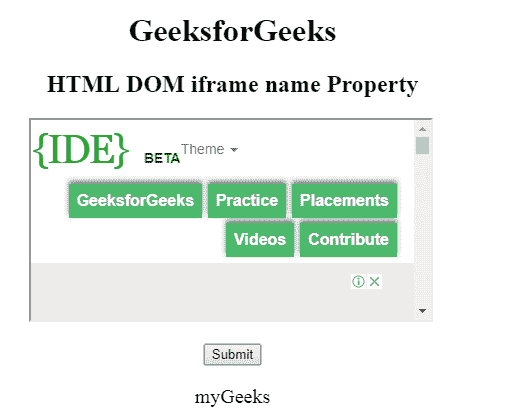 GeeksforGeeks
HTML DOM iframe name Property
{IDE} BETA Theme
GeeksforGeeks Practice Placements
Videos Contribute
Submit
myGeeks